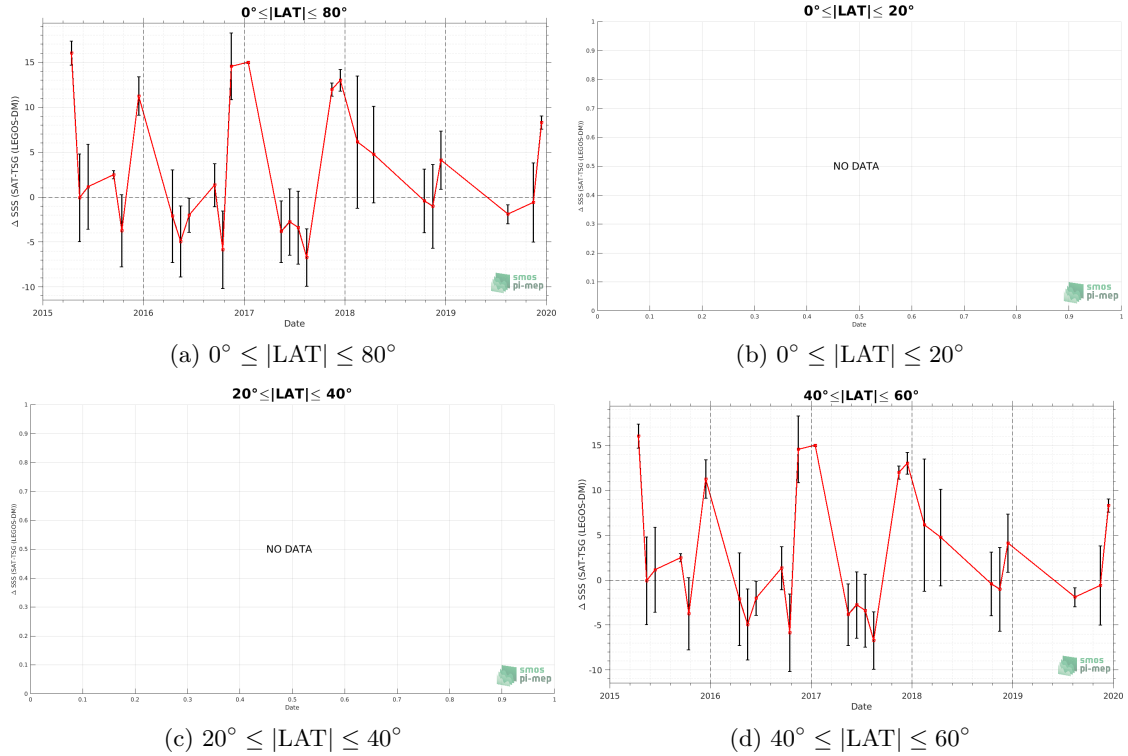 0°≤|LAT|≤ 80°
Δ SSS (SAT-TSG (LEGOS-DM))
15
10
5
0
-5
-10
2015 2016 2017 2018 2019 2020
Date
smos
pi-mep
(a) 0° ≤ |LAT| ≤ 80°
0°≤|LAT|≤ 20°
Δ SSS (SAT-TSG (LEGOS-DM))
1
0.9
0.8
0.7
0.6
0.5
0.4
0.3
0.2
0.1
0
NO DATA
0 0.1 0.2 0.3 0.4 0.5 0.6 0.7 0.8 0.9 1
Date
smos
pi-mep
(b) 0° ≤ |LAT| ≤ 20°
20°≤|LAT|≤ 40°
Δ SSS (SAT-TSG (LEGOS-DM))
1
0.9
0.8
0.7
0.6
0.5
0.4
0.3
0.2
0.1
0
NO DATA
0 0.1 0.2 0.3 0.4 0.5 0.6 0.7 0.8 0.9 1
Date
smos
pi-mep
(c) 20° ≤ |LAT| ≤ 40°
40°≤|LAT|≤ 60°
Δ SSS (SAT-TSG (LEGOS-DM))
15
10
5
0
-5
-10
2015 2016 2017 2018 2019 2020
Date
smos
pi-mep
(d) 40° ≤ |LAT| ≤ 60°